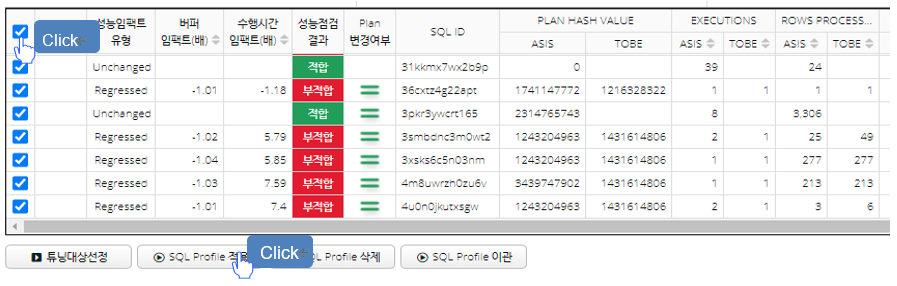 성능임팩트 유형 버퍼 임팩트(배) 수행시간 임팩트(배) 성능점검 결과 Plan 변경여부 SQL ID PLAN HASH VALUE EXECUTIONS ROWS PROCESS...
ASIS TOBE ASIS TOBE ASIS TOBE
Click
Unchanged 적합 31kkmx7wx2b9p 0 39 24
Regressed -1.01 -1.18 부적합 36cxtz4g22apt 1741147772 1216328322 1 1 1 1
Unchanged 적합 3pkr3ywcrt165 2314765743 8 3,306
Regressed -1.02 5.79 부적합 3smbdnc3m0wt2 1243204963 1431614806 2 1 25 49
Regressed -1.04 5.85 부적합 3xsks6c5n03nm 1243204963 1431614806 1 1 277 277
Regressed -1.03 7.59 부적합 4m8uwrzh0zu6v 3439747902 1431614806 1 1 213 213
Regressed -1.01 7.4 부적합 4u0n0jkutxsgw 1243204963 1431614806 2 1 3 6
튜닝대상선정 SQL Profile 적용 Click SQL Profile 삭제 SQL Profile 이관